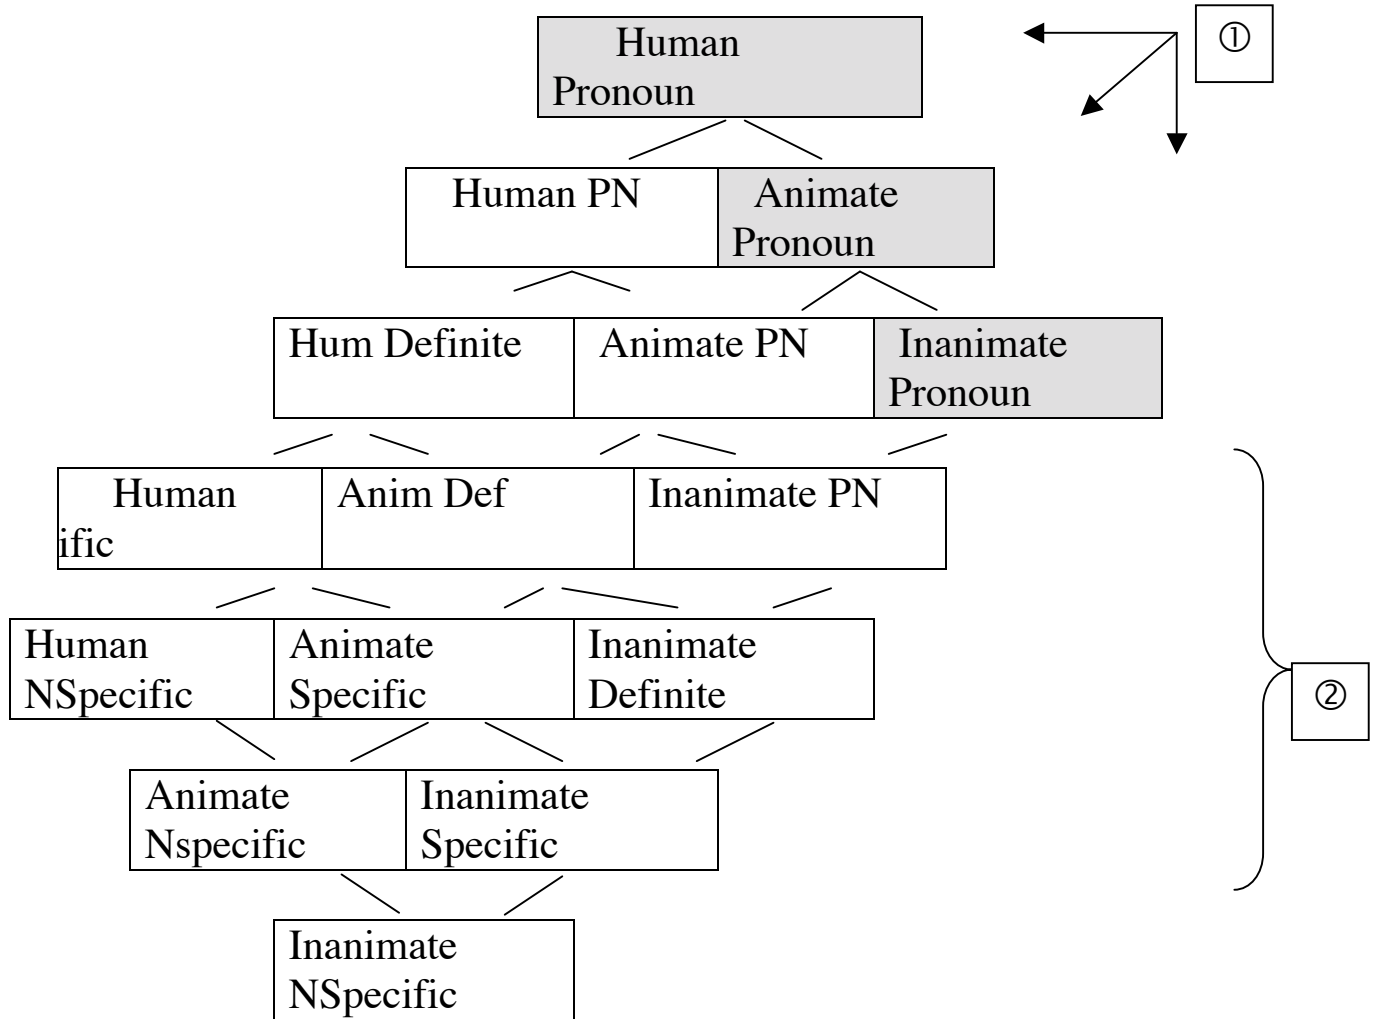 Human
Pronoun
①
Human PN
Animate
Pronoun
Hum Definite
Animate PN
Inanimate
Pronoun
Human
ific
Anim Def
Inanimate PN
Human
NSpecific
Animate
Specific
Inanimate
Definite
②
Animate
Nspecific
Inanimate
Specific
Inanimate
NSpecific